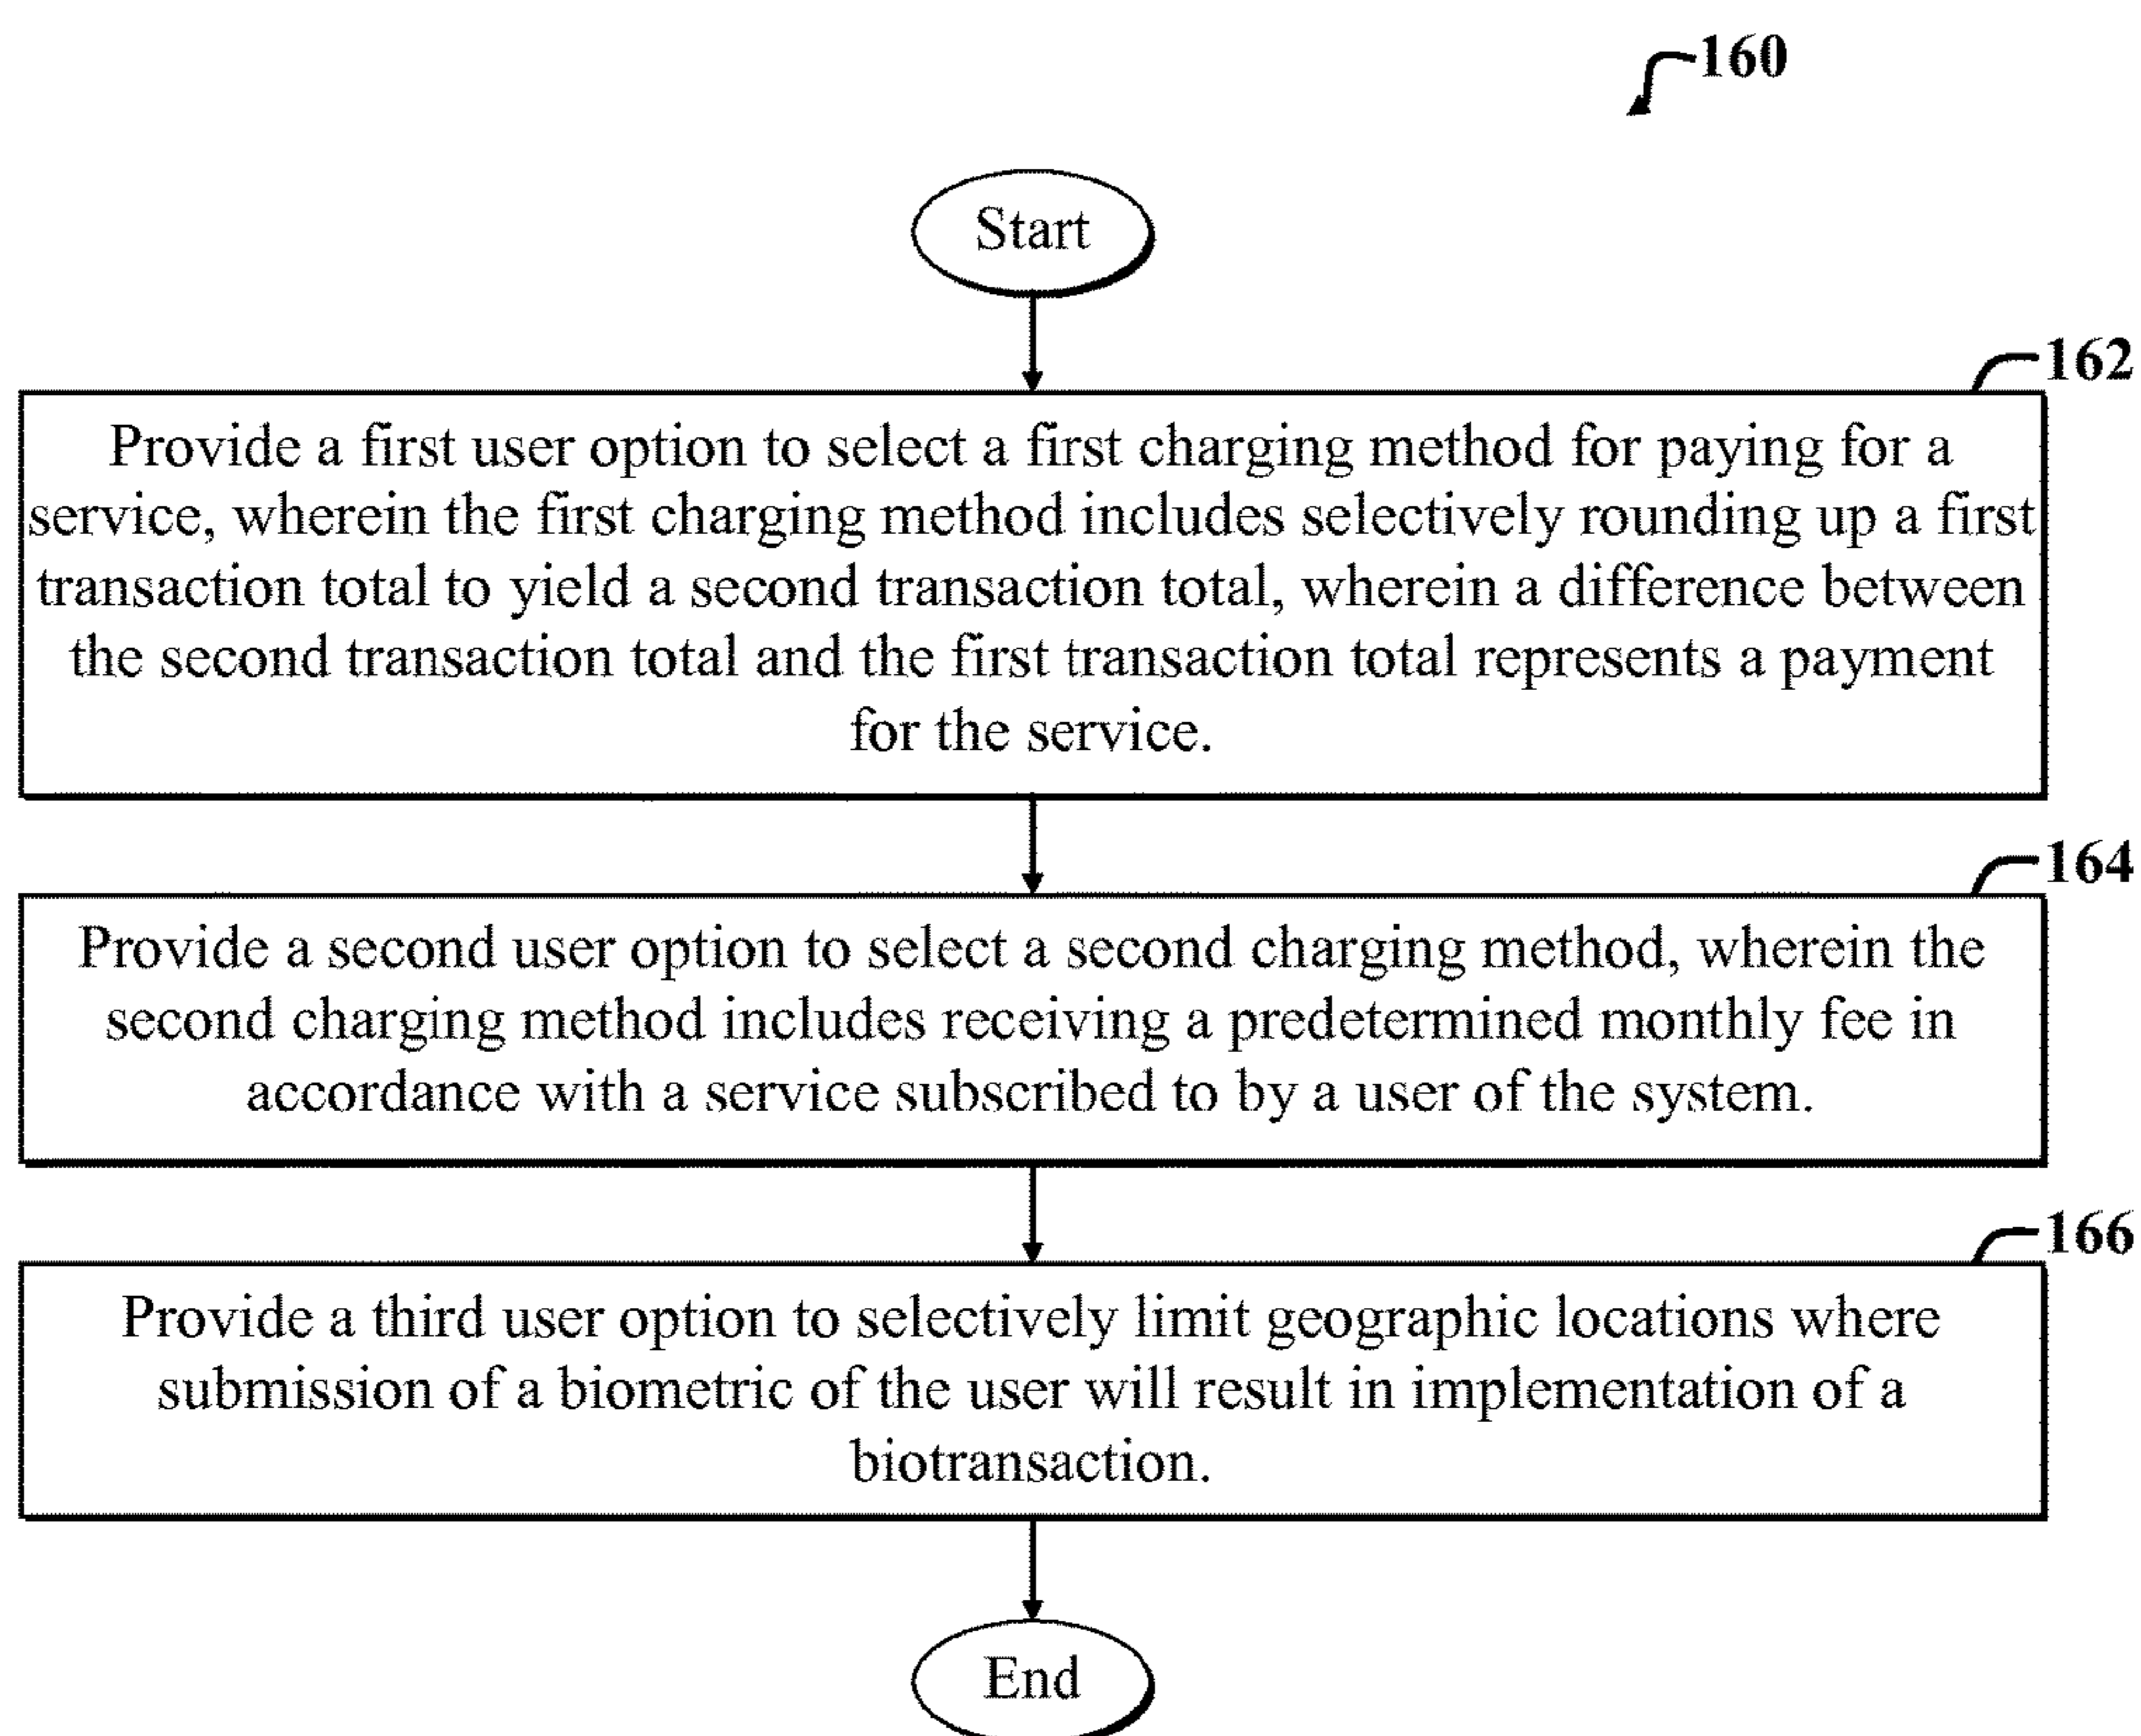 160
Start
162
Provide a first user option to select a first charging method for paying for a
service, wherein the first charging method includes selectively rounding up a first
transaction total to yield a second transaction total, wherein a difference between
the second transaction total and the first transaction total represents a payment
for the service.
164
Provide a second user option to select a second charging method, wherein the
second charging method includes receiving a predetermined monthly fee in
accordance with a service subscribed to by a user of the system.
166
Provide a third user option to selectively limit geographic locations where
submission of a biometric of the user will result in implementation of a
biotransaction.
End